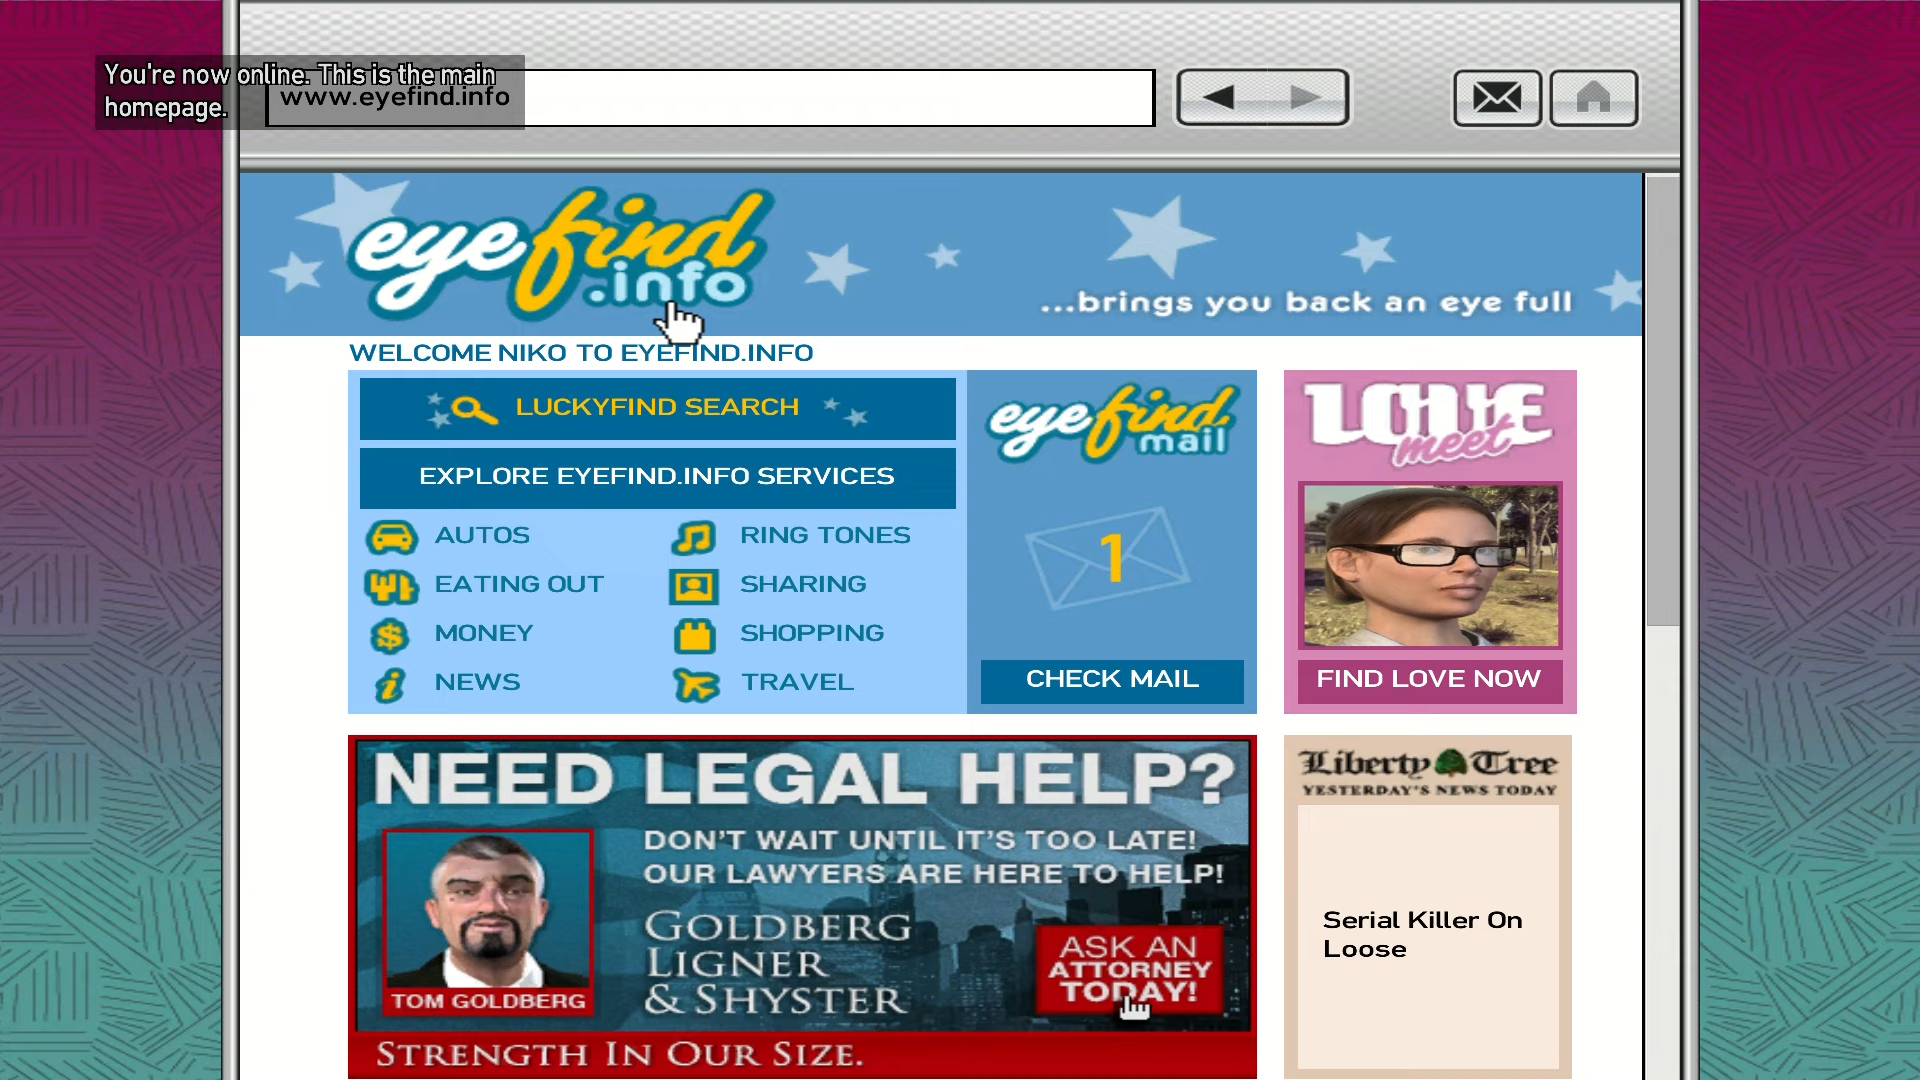 You're now online. This is the main
homepage.
www.eyefind.info
eyefind
.info
...brings you back an eye full
WELCOME NIKO TO EYEFIND.INFO
LUCKYFIND SEARCH
EXPLORE EYEFIND.INFO SERVICES
AUTOS
RING TONES
EATING OUT
SHARING
MONEY
SHOPPING
NEWS
TRAVEL
eyefind
mail
1
CHECK MAIL
LOVE
meet
FIND LOVE NOW
NEED LEGAL HELP?
DON'T WAIT UNTIL IT'S TOO LATE!
OUR LAWYERS ARE HERE TO HELP!
GOLDBERG
LIGNER
& SHYSTER
TOM GOLDBERG
ASK AN
ATTORNEY
TODAY!
STRENGTH IN OUR SIZE.
Liberty Tree
YESTERDAY'S NEWS TODAY
Serial Killer On
Loose